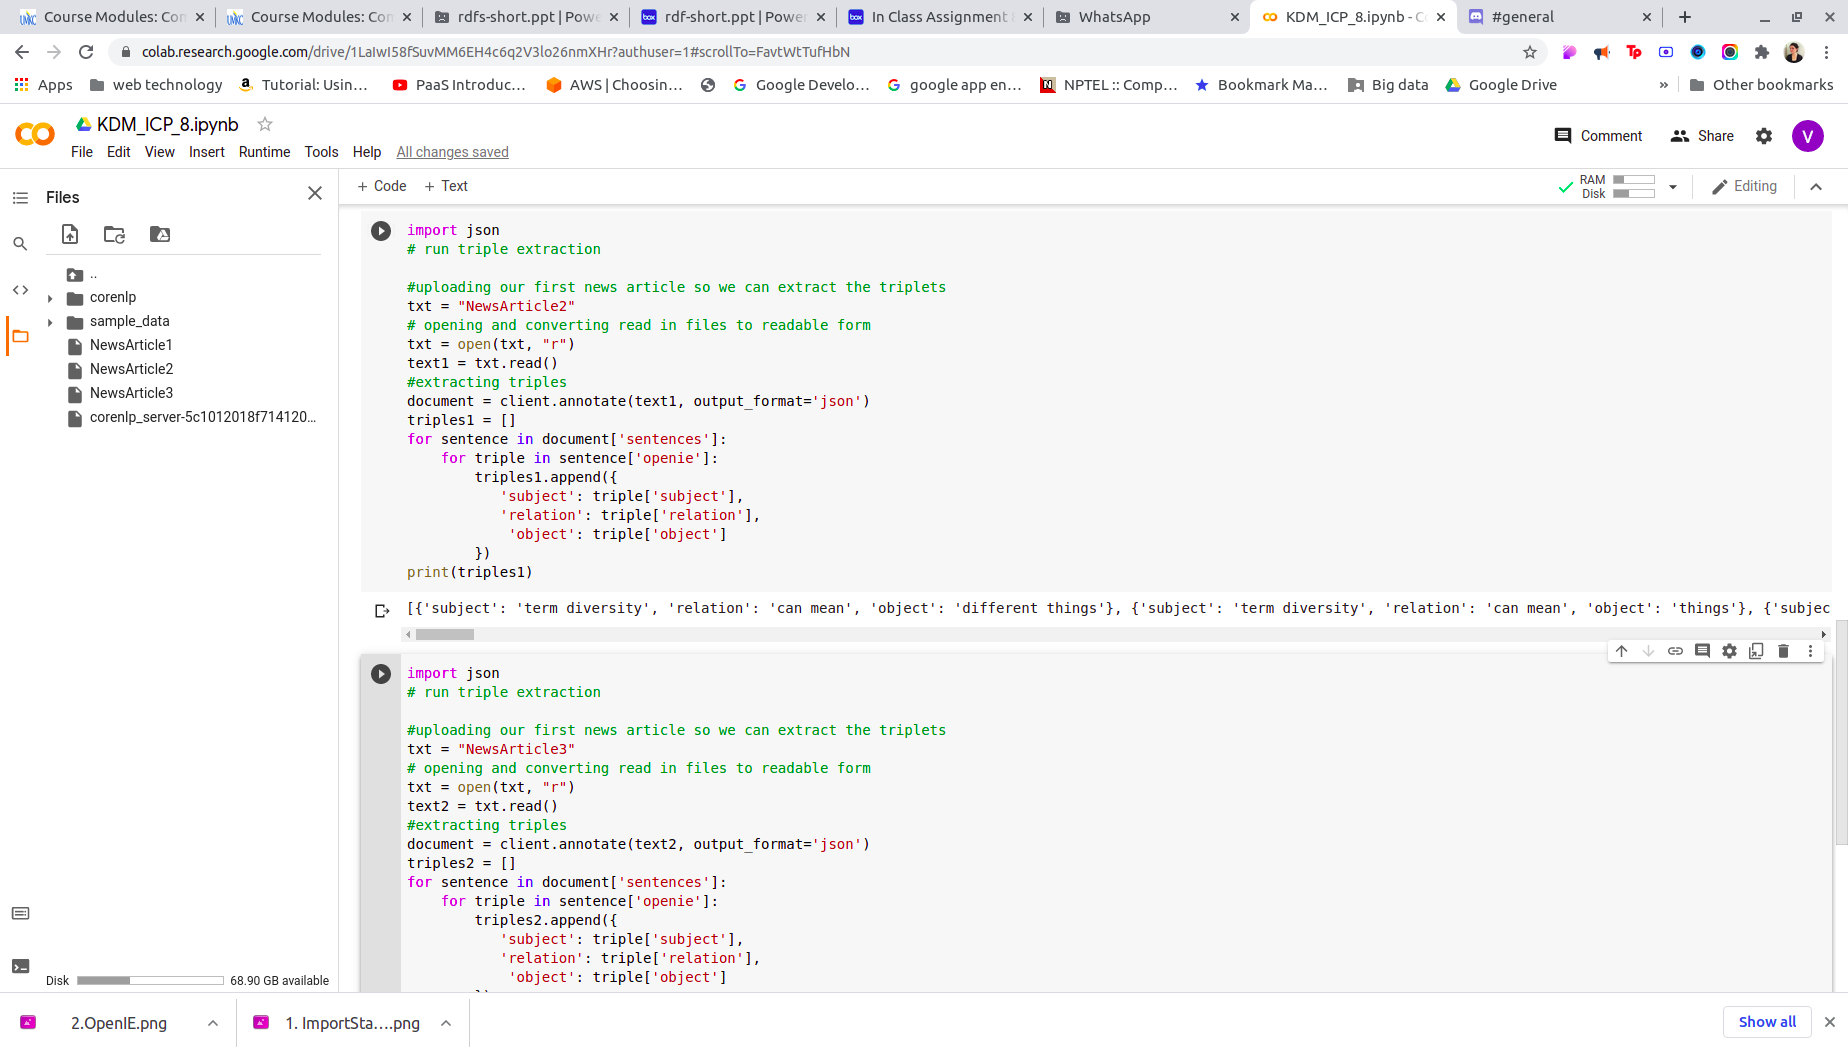 Course Modules: Con
Course Modules: Con
rdfs-short.ppt | Powe
rdf-short.ppt | Power
In Class Assignment
WhatsApp
KDM_ICP_8.ipynb - C
#general
colab.research.google.com/drive/1LaIwI58fSuvMM6EH4c6q2V3lo26nmXHr?authuser=1#scrollTo=FavtWtTufHbN
Apps
web technology
Tutorial: Usin...
PaaS Introduc...
AWS | Choosin...
Google Develo...
google app en...
NPTEL :: Comp...
Bookmark Ma...
Big data
Google Drive
»
Other bookmarks
KDM_ICP_8.ipynb
File Edit View Insert Runtime Tools Help All changes saved
Comment
Share
V
Files
+ Code + Text
RAM
Disk
Editing
..
corenlp
sample_data
NewsArticle1
NewsArticle2
NewsArticle3
corenlp_server-5c1012018f714120...
Disk 68.90 GB available
import json
# run triple extraction
#uploading our first news article so we can extract the triplets
txt = "NewsArticle2"
# opening and converting read in files to readable form
txt = open(txt, "r")
text1 = txt.read()
#extracting triples
document = client.annotate(text1, output_format='json')
triples1 = []
for sentence in document['sentences']:
    for triple in sentence['openie']:
        triples1.append({
           'subject': triple['subject'],
           'relation': triple['relation'],
            'object': triple['object']
        })
print(triples1)
[{'subject': 'term diversity', 'relation': 'can mean', 'object': 'different things'}, {'subject': 'term diversity', 'relation': 'can mean', 'object': 'things'}, {'subjec
import json
# run triple extraction
#uploading our first news article so we can extract the triplets
txt = "NewsArticle3"
# opening and converting read in files to readable form
txt = open(txt, "r")
text2 = txt.read()
#extracting triples
document = client.annotate(text2, output_format='json')
triples2 = []
for sentence in document['sentences']:
    for triple in sentence['openie']:
        triples2.append({
           'subject': triple['subject'],
           'relation': triple['relation'],
            'object': triple['object']
2.OpenIE.png
1. ImportSta....png
Show all